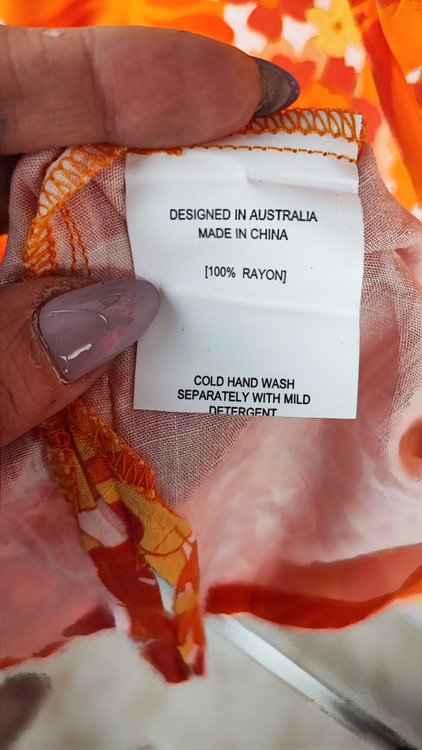 DESIGNED IN AUSTRALIA
MADE IN CHINA
[100% RAYON]
COLD HAND WASH
SEPARATELY WITH MILD
DETERGENT